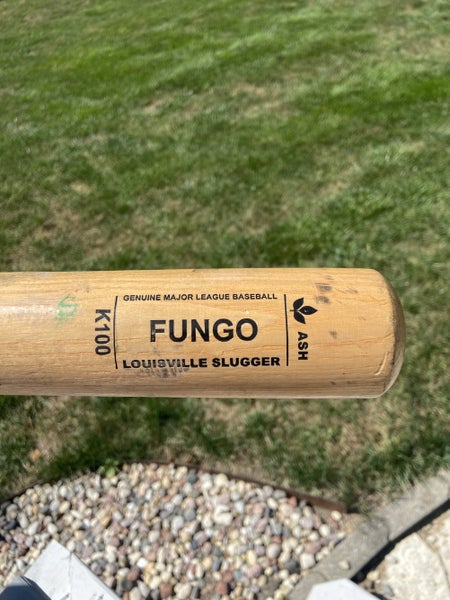 K100
GENUINE MAJOR LEAGUE BASEBALL
FUNGO
LOUISVILLE SLUGGER
ASH